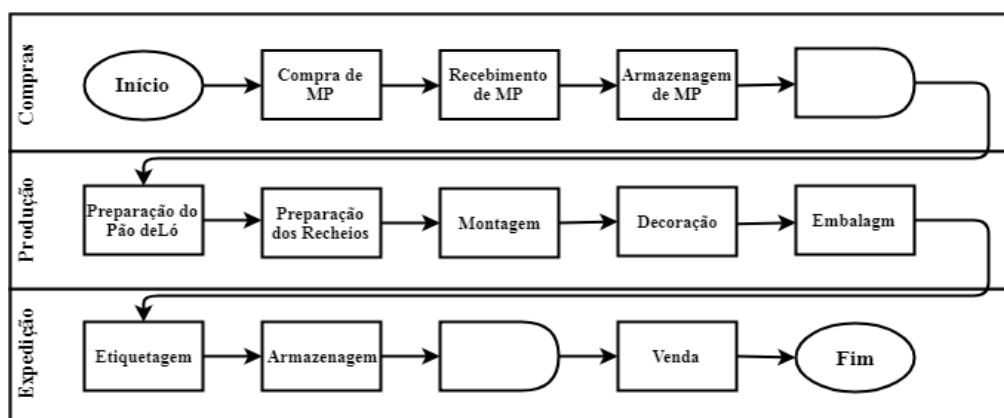 Compras
Início
Compra de
MP
Recebimento
de MP
Armazenagem
de MP
Produção
Preparação do
Pão deLó
Preparação
dos Recheios
Montagem
Decoração
Embalagm
Expedição
Etiquetagem
Armazenagem
Venda
Fim